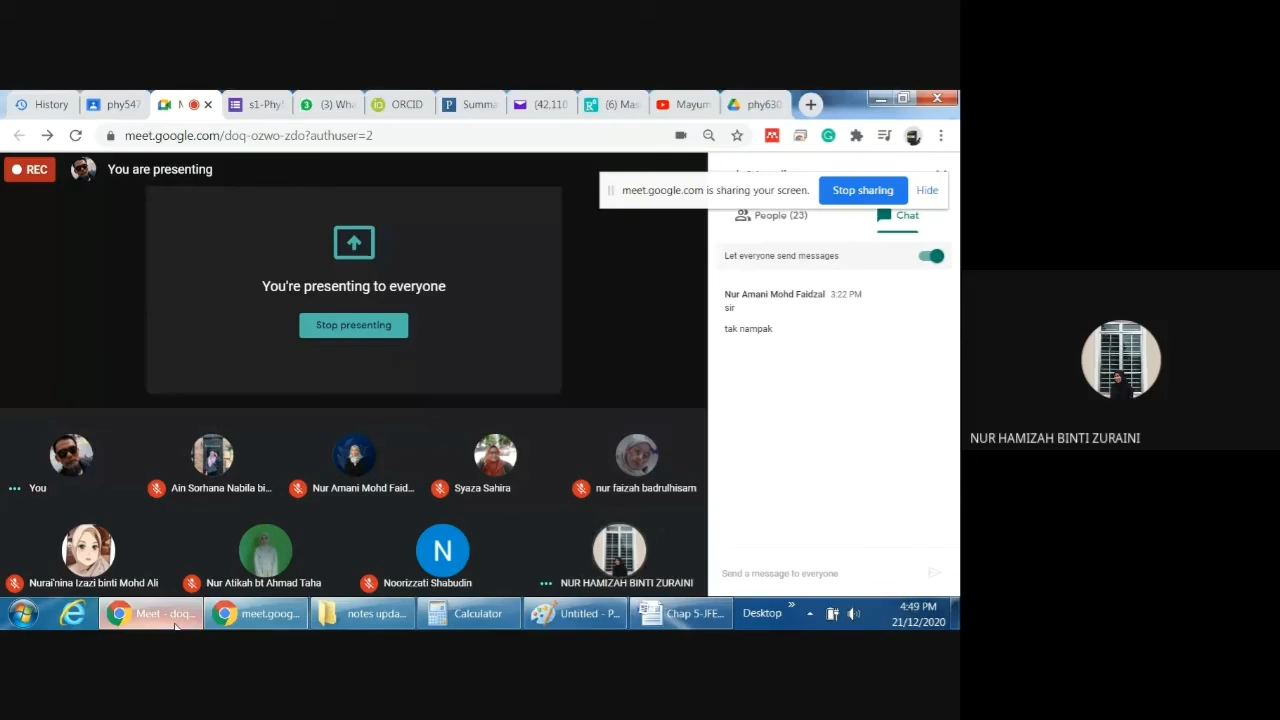 History
phy547
M
s1-Phy
(3) Wha
ORCID
Summa
(42,110
(6) Mas
Mayum
phy630
meet.google.com/doq-ozwo-zdo?authuser=2
REC
You are presenting
meet.google.com is sharing your screen.
Stop sharing
Hide
People (23)
Chat
You're presenting to everyone
Stop presenting
Let everyone send messages
Nur Amani Mohd Faidzal 3:22 PM
sir
tak nampak
Send a message to everyone
You
Ain Sorhana Nabila bi...
Nur Amani Mohd Faid...
Syaza Sahira
nur faizah badrulhisam
Nurai'nina Izazi binti Mohd Ali
Nur Atikah bt Ahmad Taha
N
Noorizzati Shabudin
NUR HAMIZAH BINTI ZURAINI
NUR HAMIZAH BINTI ZURAINI
Meet - doq...
meet.goog...
notes upda...
Calculator
Untitled - P...
Chap 5-JFE...
Desktop
4:49 PM
21/12/2020